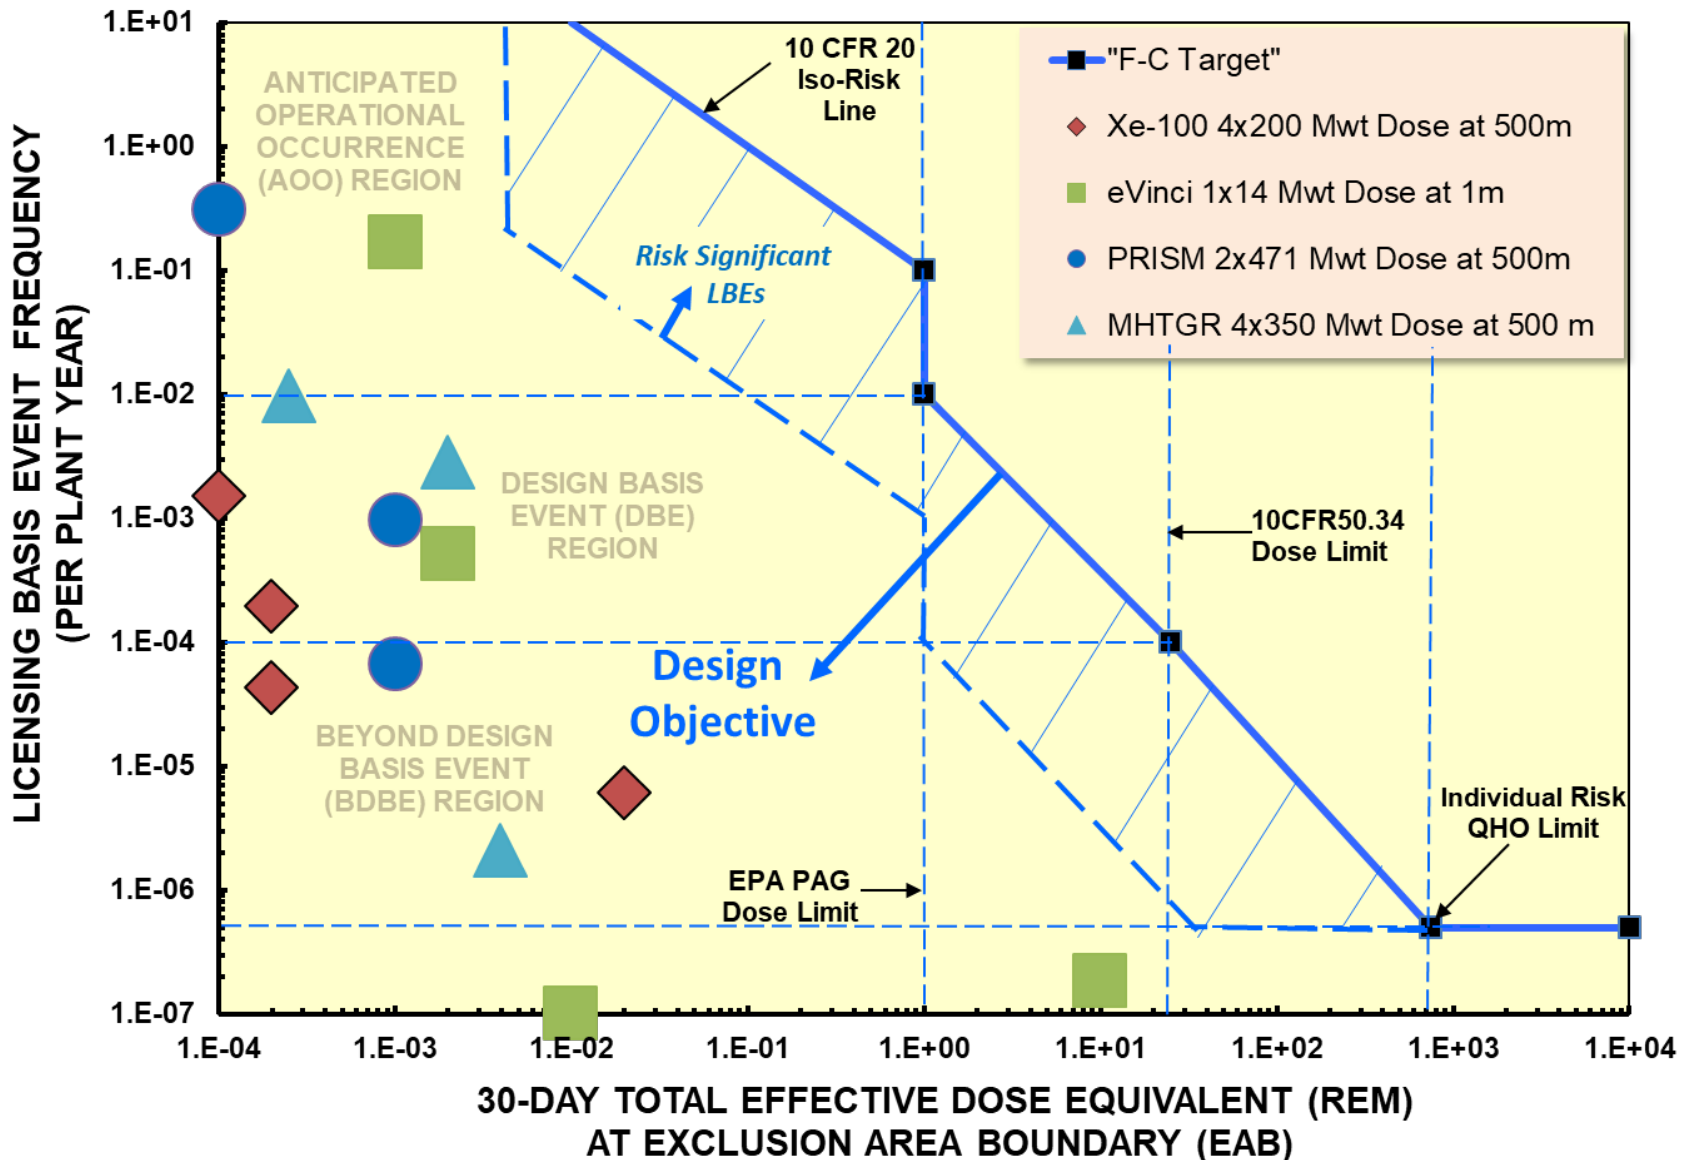 LICENSING BASIS EVENT FREQUENCY
(PER PLANT YEAR)
1.E+01
1.E+00
1.E-01
1.E-02
1.E-03
1.E-04
1.E-05
1.E-06
1.E-07
ANTICIPATED
OPERATIONAL
OCCURRENCE
(AOO) REGION
10 CFR 20
Iso-Risk
Line
"F-C Target"
Xe-100 4x200 Mwt Dose at 500m
eVinci 1x14 Mwt Dose at 1m
PRISM 2x471 Mwt Dose at 500m
MHTGR 4x350 Mwt Dose at 500 m
Risk Significant
LBEs
DESIGN BASIS
EVENT (DBE)
REGION
10CFR50.34
Dose Limit
Design
Objective
BEYOND DESIGN
BASIS EVENT
(BDBE) REGION
Individual Risk
QHO Limit
EPA PAG
Dose Limit
1.E-04
1.E-03
1.E-02
1.E-01
1.E+00
1.E+01
1.E+02
1.E+03
1.E+04
30-DAY TOTAL EFFECTIVE DOSE EQUIVALENT (REM)
AT EXCLUSION AREA BOUNDARY (EAB)